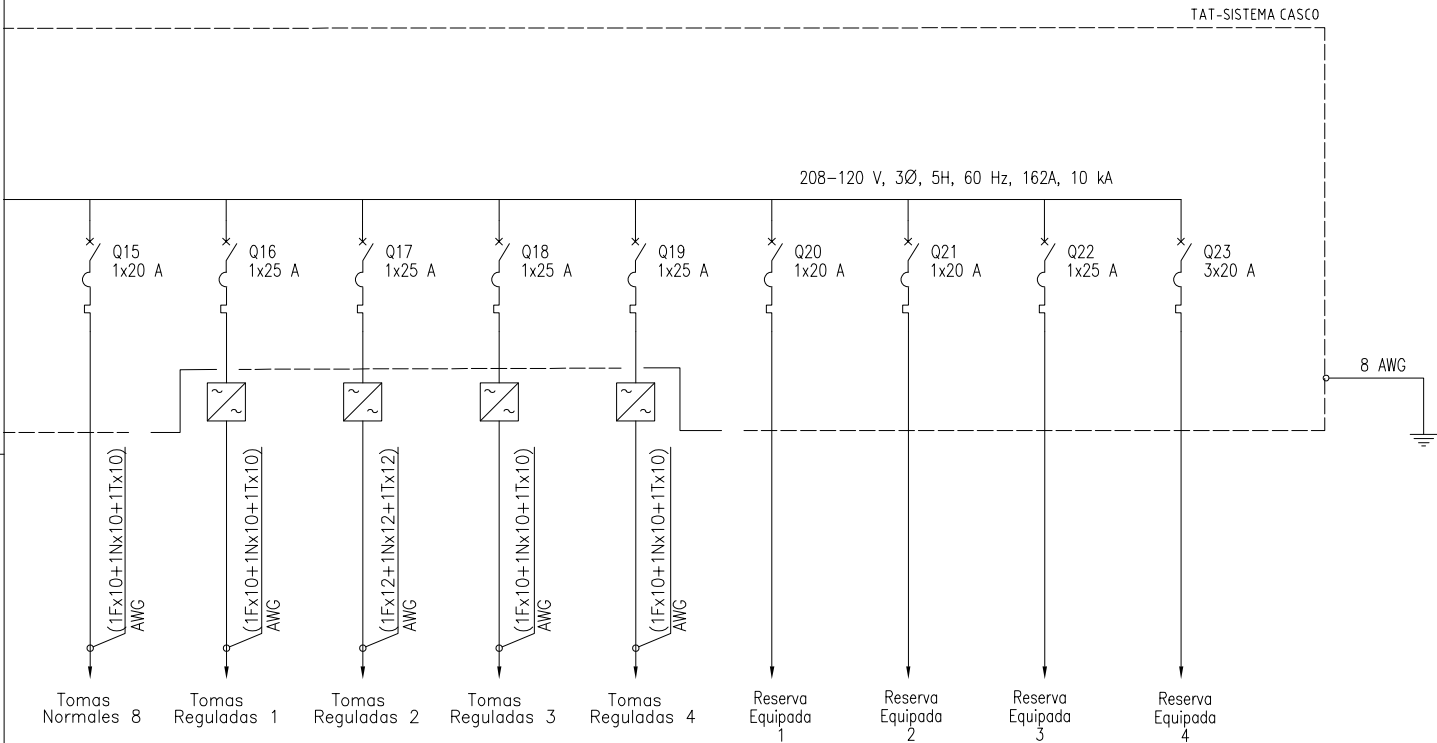 TAT-SISTEMA CASCO
208-120 V, 3Ø, 5H, 60 Hz, 162A, 10 kA
Q15
1x20 A
Q16
1x25 A
Q17
1x25 A
Q18
1x25 A
Q19
1x25 A
Q20
1x20 A
Q21
1x20 A
Q22
1x25 A
Q23
3x20 A
8 AWG
(1Fx10+1Nx10+1Tx10)
AWG
(1Fx10+1Nx10+1Tx10)
AWG
(1Fx12+1Nx12+1Tx12)
AWG
(1Fx10+1Nx10+1Tx10)
AWG
(1Fx10+1Nx10+1Tx10)
AWG
Tomas
Normales 8
Tomas
Reguladas 1
Tomas
Reguladas 2
Tomas
Reguladas 3
Tomas
Reguladas 4
Reserva
Equipada
1
Reserva
Equipada
2
Reserva
Equipada
3
Reserva
Equipada
4